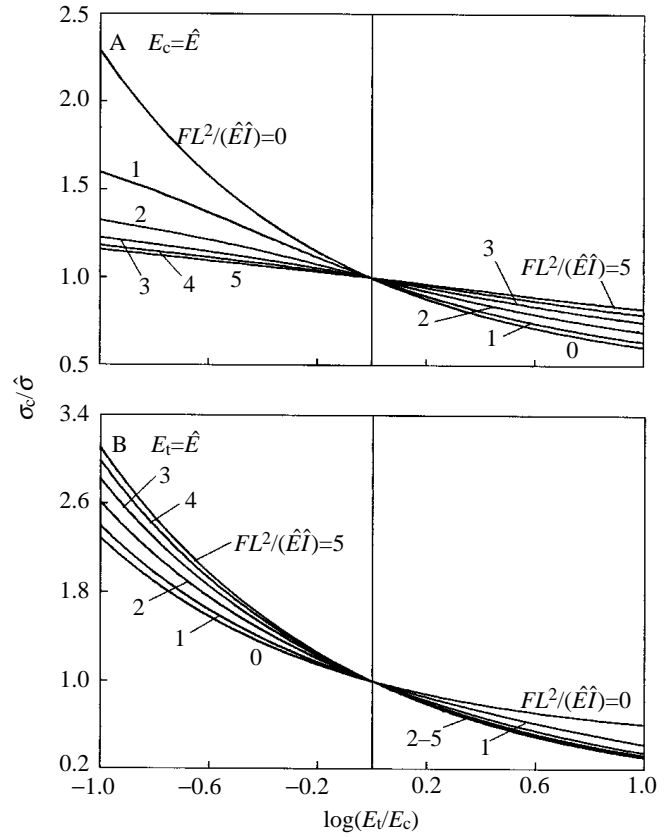 2.5
A E_c=Ê
2.0
FL²/(ÊÎ)=0
1.5
1
2
3
FL²/(ÊÎ)=5
1.0
3
4
5
2
1
0
0.5
σ_c/σ̂
3.4
B E_t=Ê
3
2.6
4
FL²/(ÊÎ)=5
1.8
2
1
0
1.0
FL²/(ÊÎ)=0
2–5
1
0.2
−1.0 −0.6 −0.2 0.2 0.6 1.0
log(E_t/E_c)